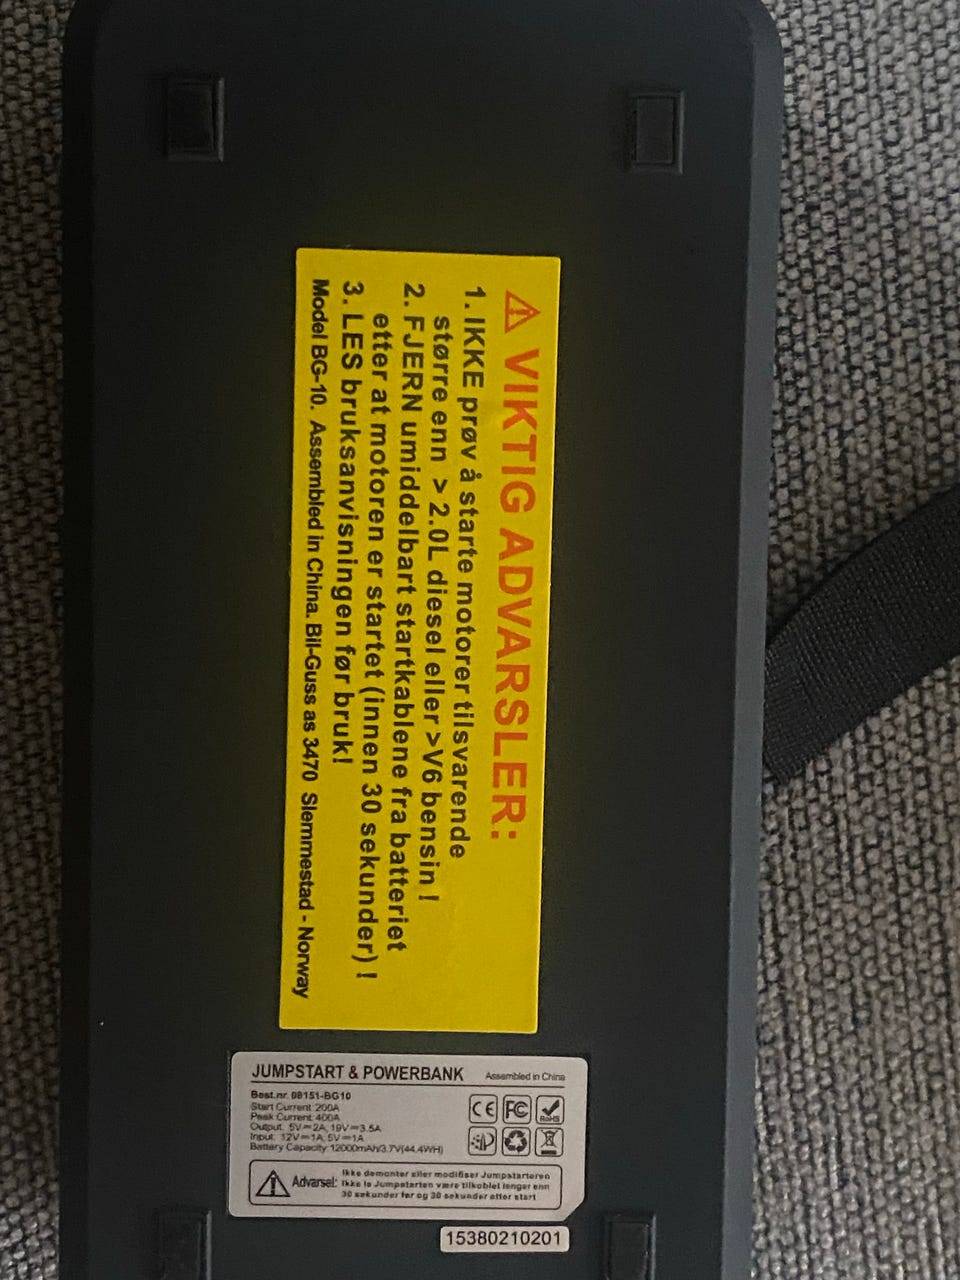 ⚠ VIKTIG ADVARSLER:
1. IKKE prøv å starte motorer tilsvarende
større enn > 2.0L diesel eller >V6 bensin !
2. FJERN umiddelbart startkablene fra batteriet
etter at motoren er startet (innen 30 sekunder) !
3. LES bruksanvisningen før bruk!
Model BG-10. Assembled in China. Bil-Guss as 3470 Slemmestad - Norway
JUMPSTART & POWERBANK Assembled in China
Best.nr. 08151-BG10
Start Current: 200A
Peak Current: 400A
Output: 5V⎓2A, 19V⎓3.5A
Input: 12V⎓1A, 5V⎓1A
Battery Capacity: 12000mAh/3.7V(44.4WH)
CE FC RoHS
Advarsel: Ikke demonter eller modifiser Jumpstarteren
Ikke la Jumpstarten være tilkoblet lenger enn
30 sekunder før og 30 sekunder etter start
15380210201